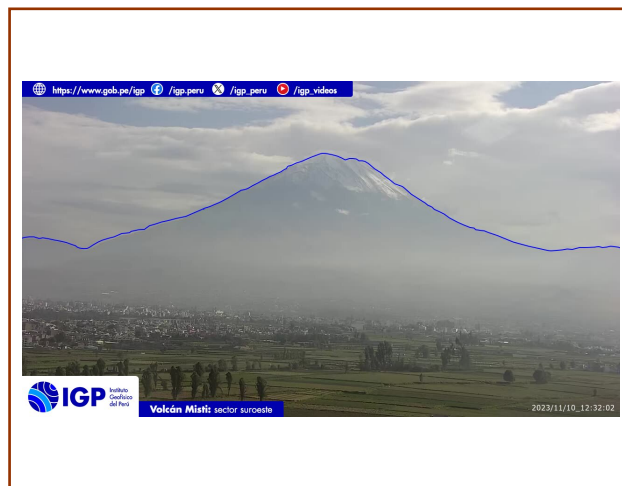 https://www.gob.pe/igp /igp.peru /igp_peru /igp_videos
IGP
Instituto
Geofísico
del Perú
Volcán Misti: sector suroeste
2023/11/10_12:32:02